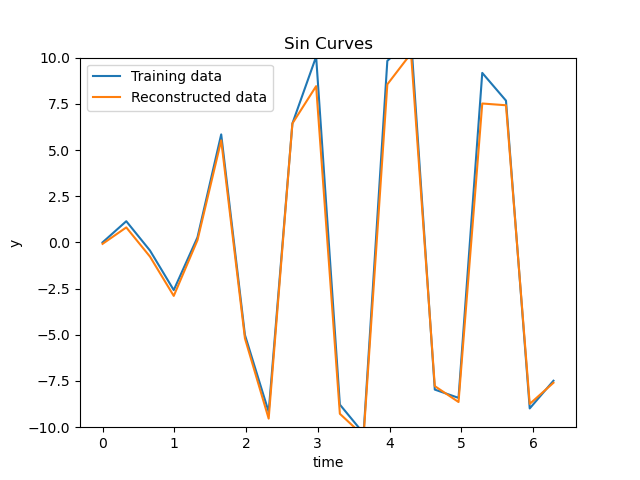 Sin Curves
Training data
Reconstructed data
10.0
7.5
5.0
2.5
0.0
−2.5
−5.0
−7.5
−10.0
y
0 1 2 3 4 5 6
time